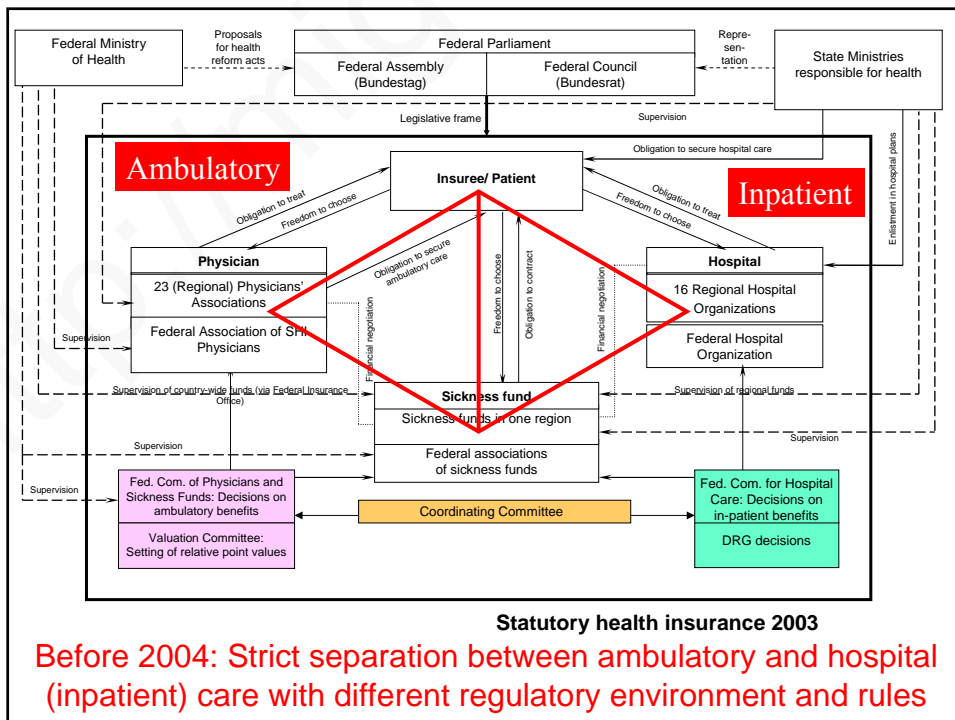 Federal Ministry
of Health
Proposals
for health
reform acts
Federal Parliament
Federal Assembly
(Bundestag)
Federal Council
(Bundesrat)
Repre-
sen-
tation
State Ministries
responsible for health
Legislative frame
Supervision
Ambulatory
Inpatient
Obligation to secure hospital care
Insuree/ Patient
Obligation to treat
Freedom to choose
Obligation to treat
Freedom to choose
Enlistment in hospital plans
Physician
23 (Regional) Physicians'
Associations
Federal Association of SHI
Physicians
Obligation to secure
ambulatory care
Freedom to choose
Obligation to contract
Hospital
16 Regional Hospital
Organizations
Federal Hospital
Organization
Financial negotiation
Financial negotiation
Supervision
Supervision of country-wide funds (via Federal Insurance
Office)
Supervision of regional funds
Sickness fund
Sickness funds in one region
Federal associations
of sickness funds
Supervision
Supervision
Supervision
Fed. Com. of Physicians and
Sickness Funds: Decisions on
ambulatory benefits
Valuation Committee:
Setting of relative point values
Coordinating Committee
Fed. Com. for Hospital
Care: Decisions on
in-patient benefits
DRG decisions
Statutory health insurance 2003
Before 2004: Strict separation between ambulatory and hospital
(inpatient) care with different regulatory environment and rules